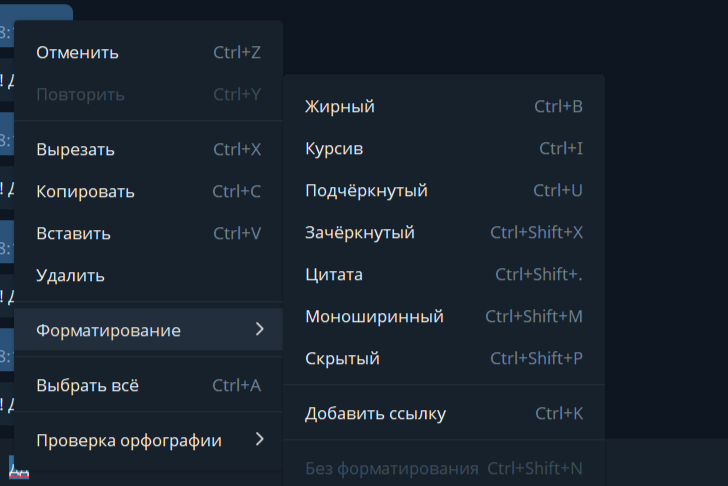 Отменить Ctrl+Z
Повторить Ctrl+Y
Вырезать Ctrl+X
Копировать Ctrl+C
Вставить Ctrl+V
Удалить
Форматирование
Выбрать всё Ctrl+A
Проверка орфографии
Жирный Ctrl+B
Курсив Ctrl+I
Подчёркнутый Ctrl+U
Зачёркнутый Ctrl+Shift+X
Цитата Ctrl+Shift+.
Моноширинный Ctrl+Shift+M
Скрытый Ctrl+Shift+P
Добавить ссылку Ctrl+K
Без форматирования Ctrl+Shift+N